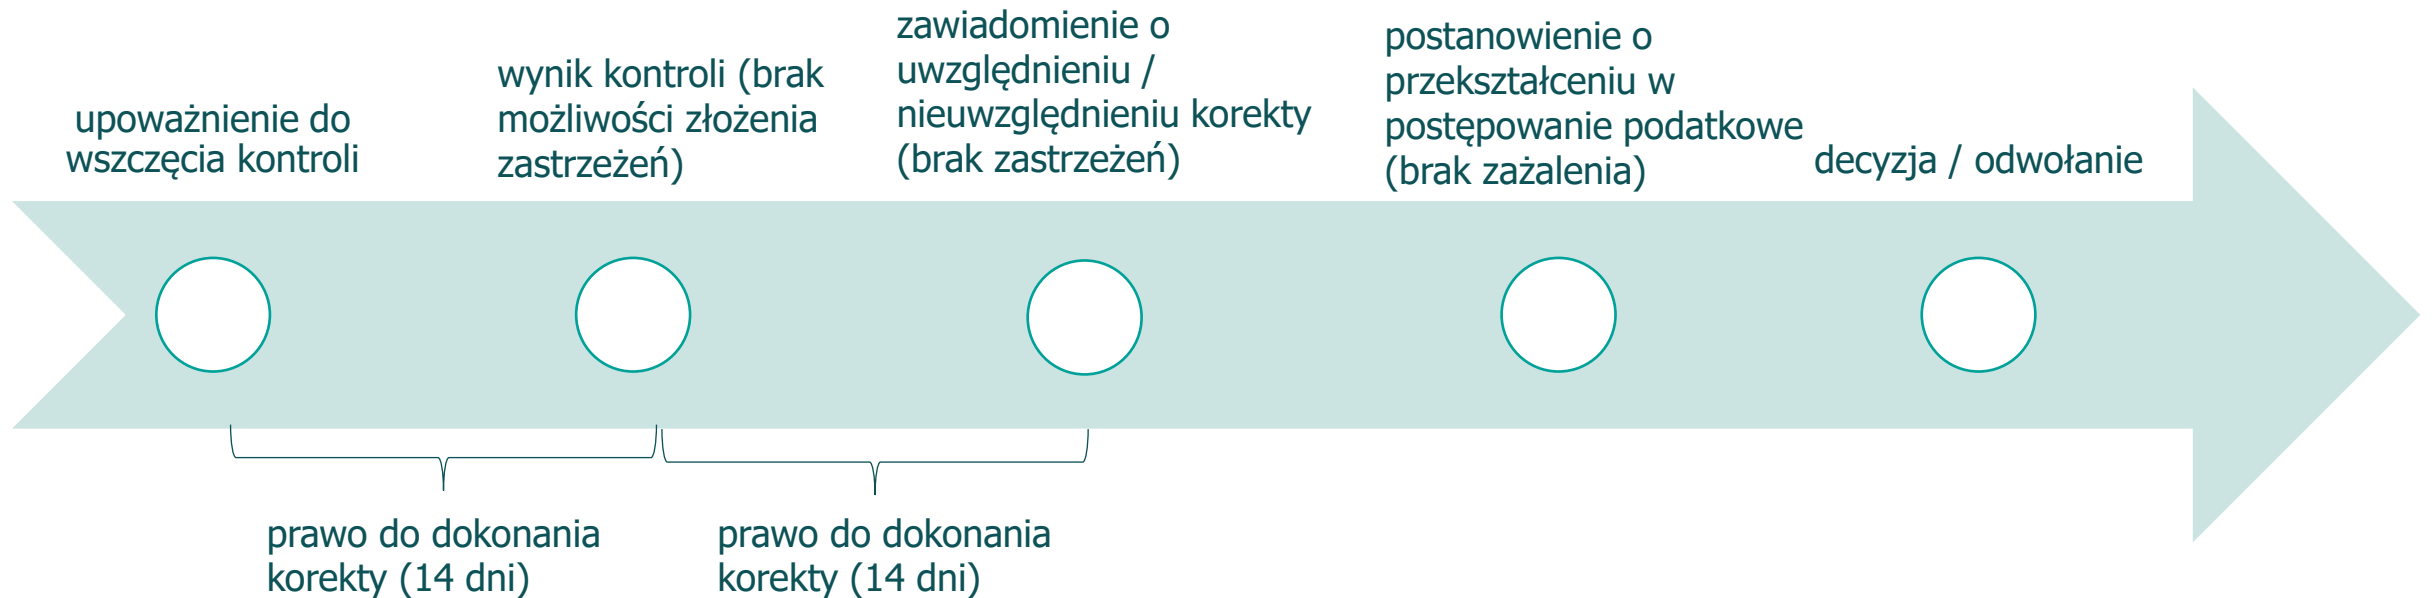 upoważnienie do
wszczęcia kontroli
wynik kontroli (brak
możliwości złożenia
zastrzeżeń)
zawiadomienie o
uwzględnieniu /
nieuwzględnieniu korekty
(brak zastrzeżeń)
postanowienie o
przekształceniu w
postępowanie podatkowe
(brak zażalenia)
decyzja / odwołanie
prawo do dokonania
korekty (14 dni)
prawo do dokonania
korekty (14 dni)